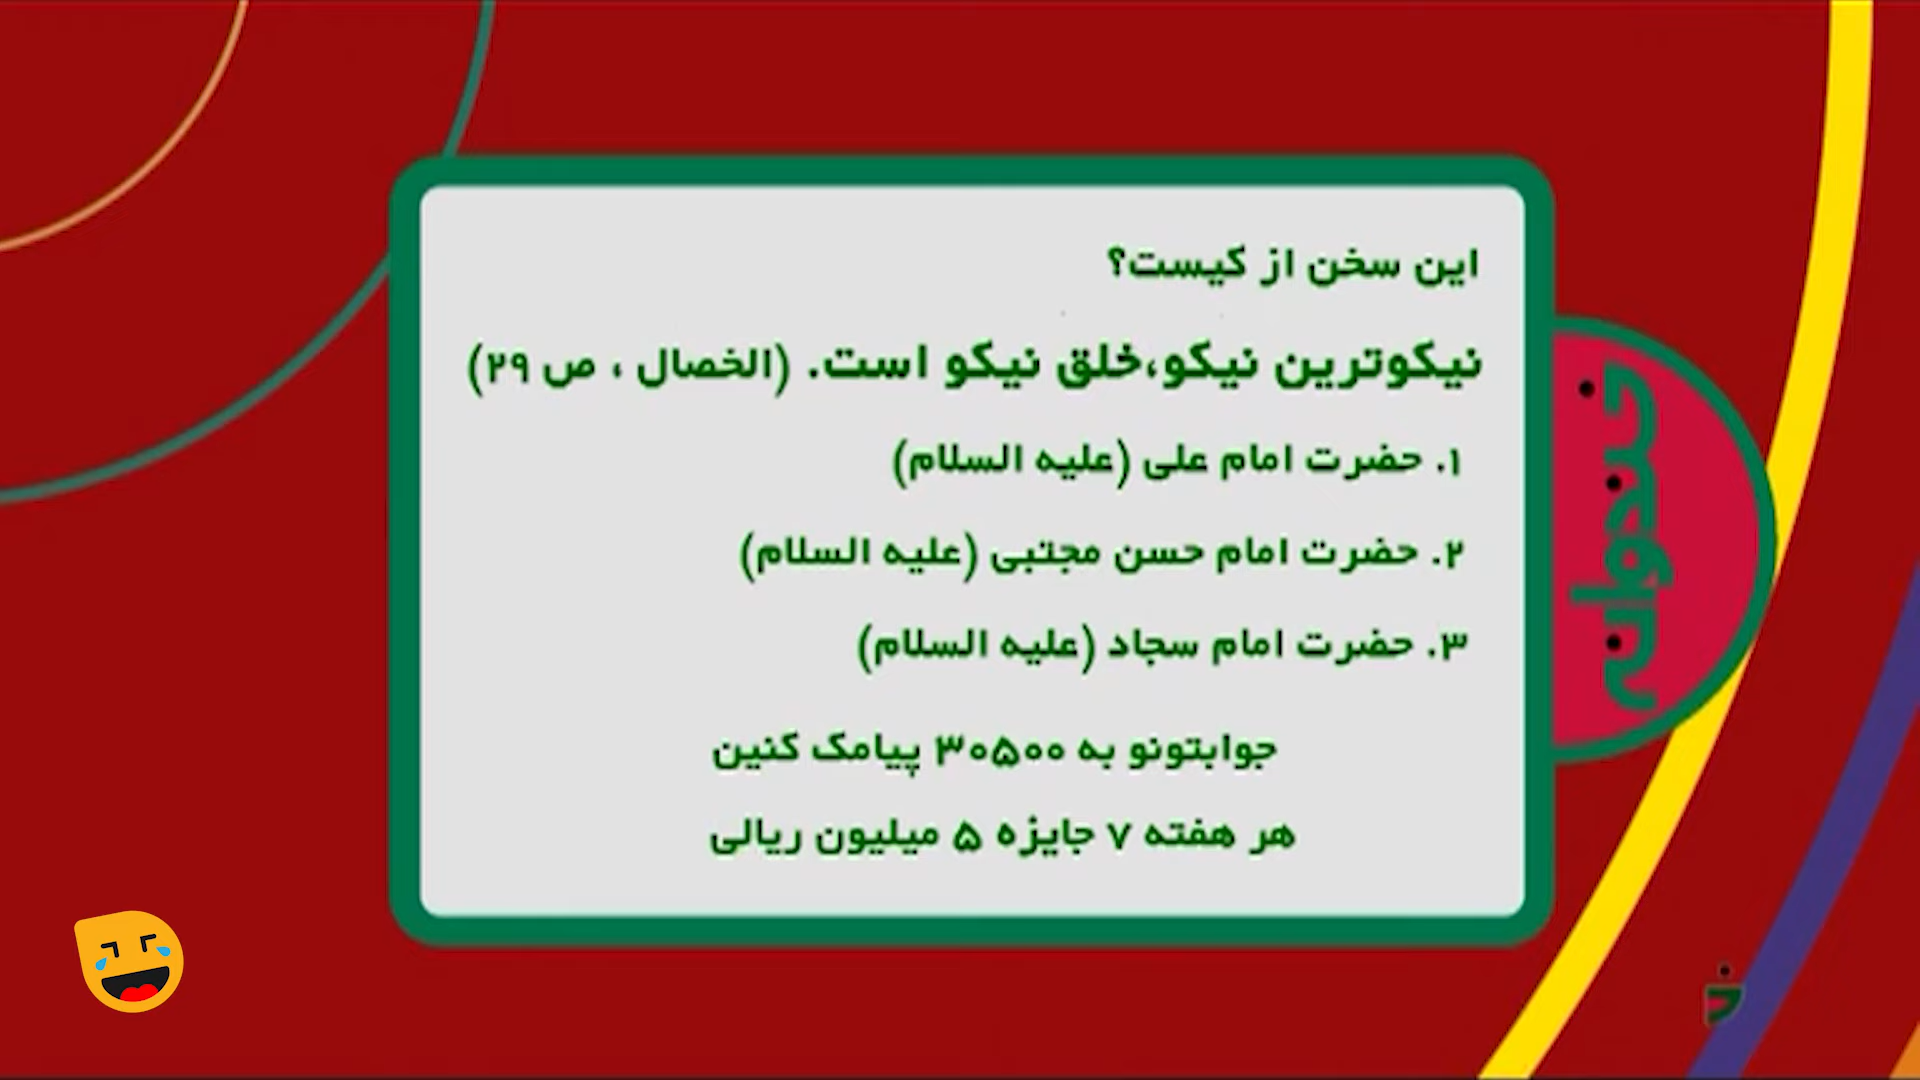 این سخن از کیست؟
نیکوترین نیکو،خلق نیکو است. (الخصال ، ص ۲۹)
۱. حضرت امام علی (علیه السلام)
۲. حضرت امام حسن مجتبی (علیه السلام)
۳. حضرت امام سجاد (علیه السلام)
جوابتونو به ۳۰۵۰۰ پیامک کنین
هر هفته ۷ جایزه ۵ میلیون ریالی
خندوانه
خ